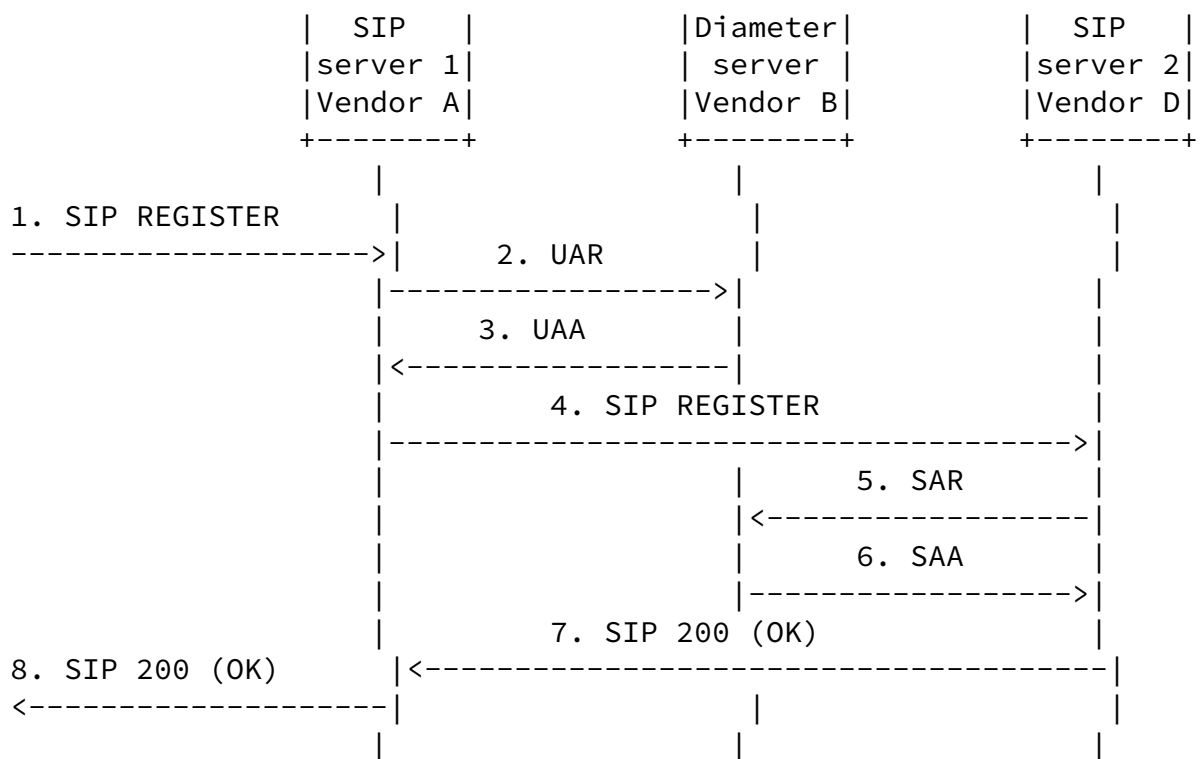 SIP Diameter SIP
server 1 server server 2
Vendor A Vendor B Vendor D
1. SIP REGISTER
2. UAR
3. UAA
4. SIP REGISTER
5. SAR
6. SAA
7. SIP 200 (OK)
8. SIP 200 (OK)